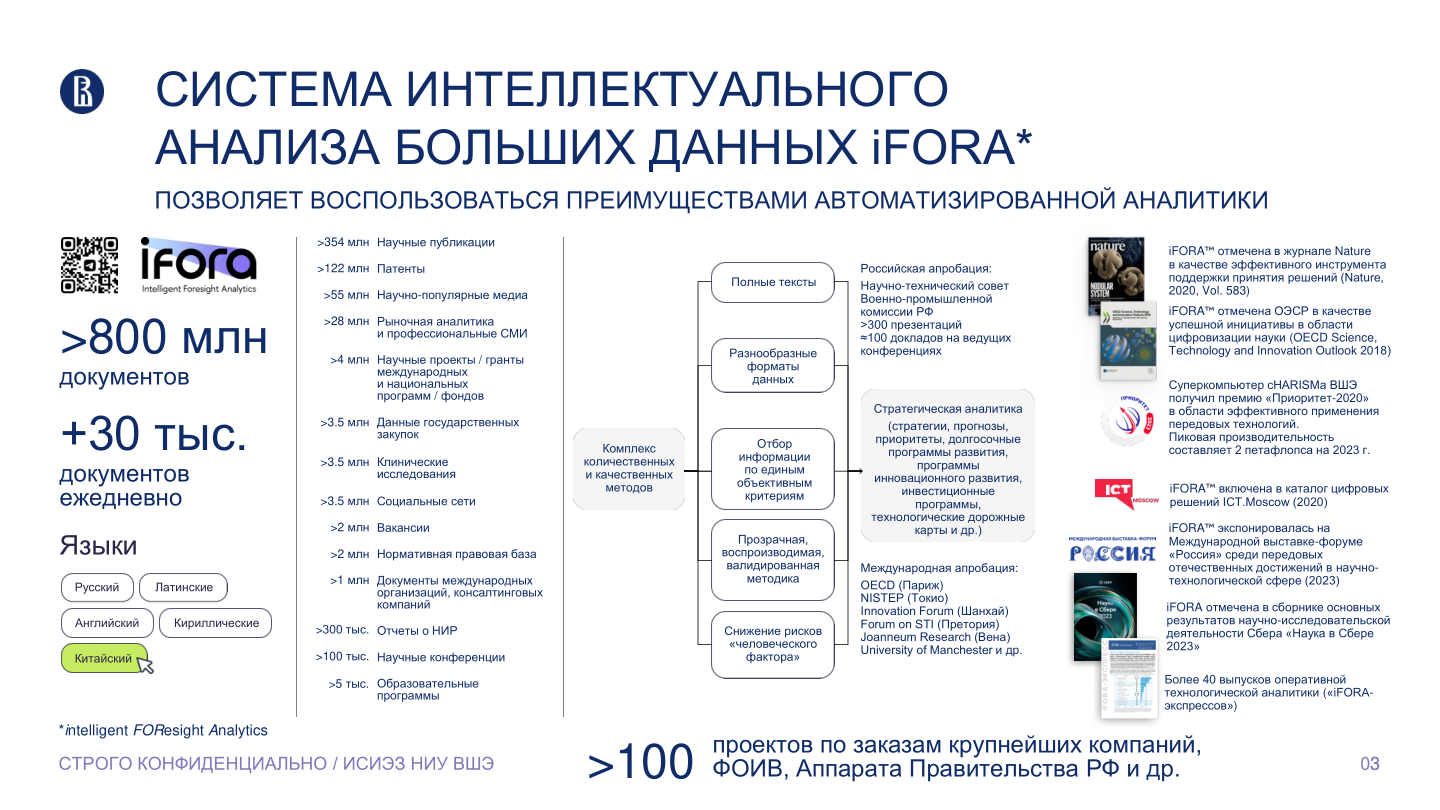 СИСТЕМА ИНТЕЛЛЕКТУАЛЬНОГО
АНАЛИЗА БОЛЬШИХ ДАННЫХ iFORA*
ПОЗВОЛЯЕТ ВОСПОЛЬЗОВАТЬСЯ ПРЕИМУЩЕСТВАМИ АВТОМАТИЗИРОВАННОЙ АНАЛИТИКИ
ifora
Intelligent Foresight Analytics
>800 млн
документов
+30 тыс.
документов
ежедневно
Языки
Русский
Латинские
Английский
Кириллические
Китайский
>354 млн Научные публикации
>122 млн Патенты
>55 млн Научно-популярные медиа
>28 млн Рыночная аналитика
и профессиональные СМИ
>4 млн Научные проекты / гранты
международных
и национальных
программ / фондов
>3.5 млн Данные государственных
закупок
>3.5 млн Клинические
исследования
>3.5 млн Социальные сети
>2 млн Вакансии
>2 млн Нормативная правовая база
>1 млн Документы международных
организаций, консалтинговых
компаний
>300 тыс. Отчеты о НИР
>100 тыс. Научные конференции
>5 тыс. Образовательные
программы
Комплекс
количественных
и качественных
методов
Полные тексты
Разнообразные
форматы
данных
Отбор
информации
по единым
объективным
критериям
Прозрачная,
воспроизводимая,
валидированная
методика
Снижение рисков
«человеческого
фактора»
Российская апробация:
Научно-технический совет
Военно-промышленной
комиссии РФ
>300 презентаций
≈100 докладов на ведущих
конференциях
Стратегическая аналитика
(стратегии, прогнозы,
приоритеты, долгосочные
программы развития,
программы
инновационного развития,
инвестиционные
программы,
технологические дорожные
карты и др.)
Международная апробация:
OECD (Париж)
NISTEP (Токио)
Innovation Forum (Шанхай)
Forum on STI (Претория)
Joanneum Research (Вена)
University of Manchester и др.
nature
NODULAR
SYSTEM
iFORA™ отмечена в журнале Nature
в качестве эффективного инструмента
поддержки принятия решений (Nature,
2020, Vol. 583)
iFORA™ отмечена ОЭСР в качестве
успешной инициативы в области
цифровизации науки (OECD Science,
Technology and Innovation Outlook 2018)
ПРИОРИТЕТ
2020
Суперкомпьютер cHARISMa ВШЭ
получил премию «Приоритет-2020»
в области эффективного применения
передовых технологий.
Пиковая производительность
составляет 2 петафлопса на 2023 г.
ICT
MOSCOW
iFORA™ включена в каталог цифровых
решений ICT.Moscow (2020)
МЕЖДУНАРОДНАЯ ВЫСТАВКА-ФОРУМ
РОССИЯ
iFORA™ экспонировалась на
Международной выставке-форуме
«Россия» среди передовых
отечественных достижений в научно-
технологической сфере (2023)
Наука
в Сбере
2023
iFORA отмечена в сборнике основных
результатов научно-исследовательской
деятельности Сбера «Наука в Сбере
2023»
iFORA-ЭКСПРЕСС
Более 40 выпусков оперативной
технологической аналитики («iFORA-
экспрессов»)
*intelligent FOResight Analytics
СТРОГО КОНФИДЕНЦИАЛЬНО / ИСИЭЗ НИУ ВШЭ
>100 проектов по заказам крупнейших компаний,
ФОИВ, Аппарата Правительства РФ и др.
03